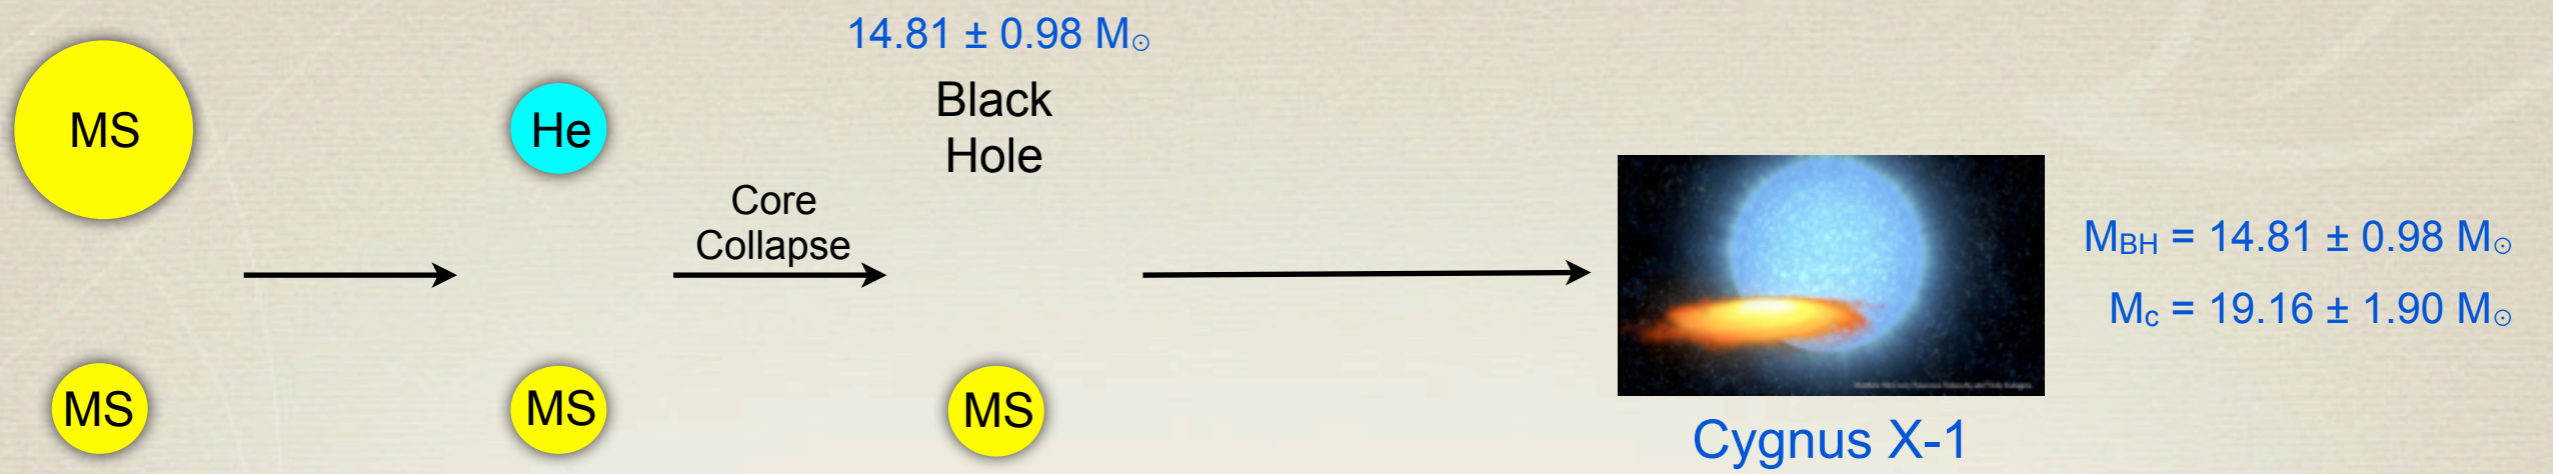 MS
MS
He
MS
Core
Collapse
14.81 ± 0.98 M☉
Black
Hole
MS
Cygnus X-1
MBH = 14.81 ± 0.98 M☉
Mc = 19.16 ± 1.90 M☉